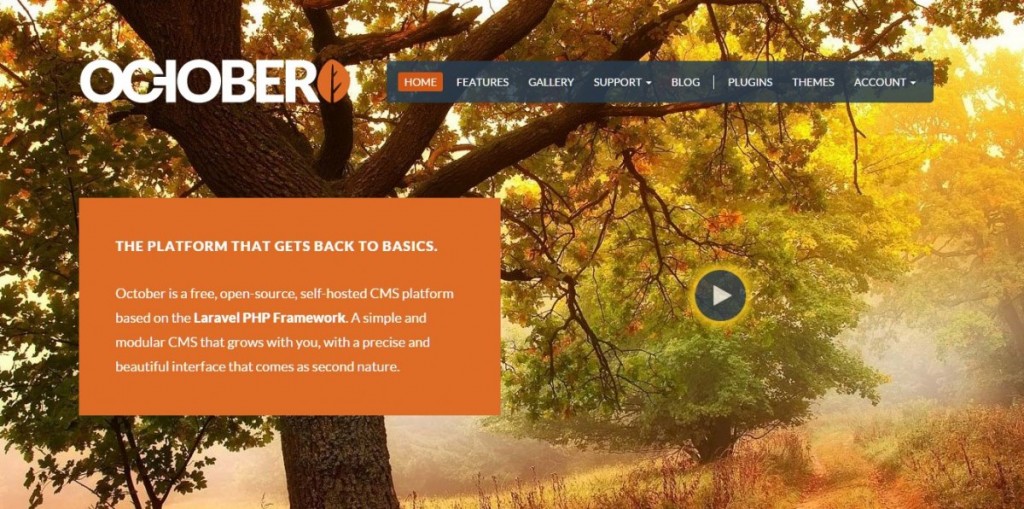 OCTOBER
HOME FEATURES GALLERY SUPPORT BLOG PLUGINS THEMES ACCOUNT
THE PLATFORM THAT GETS BACK TO BASICS.
October is a free, open-source, self-hosted CMS platform
based on the Laravel PHP Framework. A simple and
modular CMS that grows with you, with a precise and
beautiful interface that comes as second nature.